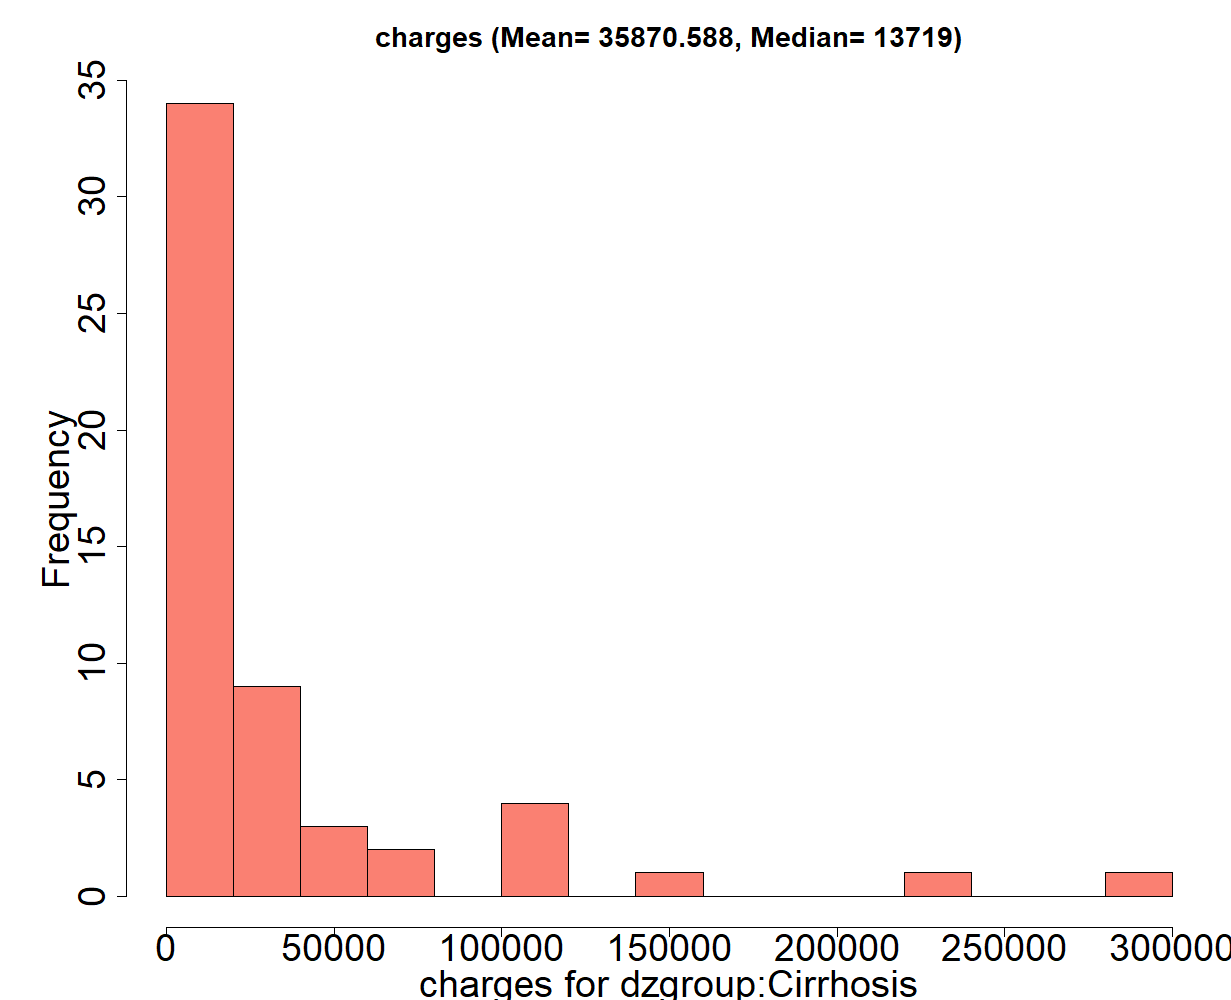 charges (Mean= 35870.588, Median= 13719)
35
30
25
20
15
10
5
0
Frequency
0 50000 100000 150000 200000 250000 300000
charges for dzgroup:Cirrhosis